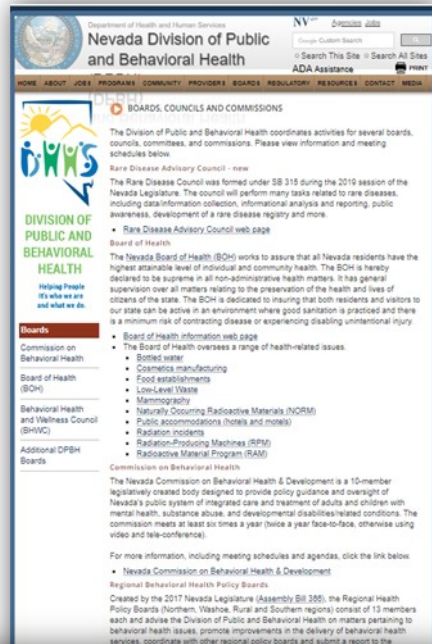 Department of Health and Human Services
Nevada Division of Public
and Behavioral Health
NV
Agencies Jobs
Google Custom Search
Search This Site Search All Sites
ADA Assistance PRINT
HOME ABOUT JOBS PROGRAMS COMMUNITY PROVIDERS BOARDS REGULATORY RESOURCES CONTACT MEDIA
BOARDS, COUNCILS AND COMMISSIONS
The Division of Public and Behavioral Health coordinates activities for several boards,
councils, committees, and commissions. Please view information and meeting
schedules below.
Rare Disease Advisory Council - new
The Rare Disease Council was formed under SB 315 during the 2019 session of the
Nevada Legislature. The council will perform many tasks related to rare diseases,
including data/information collection, informational analysis and reporting, public
awareness, development of a rare disease registry and more.
Rare Disease Advisory Council web page
Board of Health
The Nevada Board of Health (BOH) works to assure that all Nevada residents have the
highest attainable level of individual and community health. The BOH is hereby
declared to be supreme in all non-administrative health matters. It has general
supervision over all matters relating to the preservation of the health and lives of
citizens of the state. The BOH is dedicated to insuring that both residents and visitors to
our state can be active in an environment where good sanitation is practiced and there
is a minimum risk of contracting disease or experiencing disabling unintentional injury.
Board of Health information web page
The Board of Health oversees a range of health-related issues.
Bottled water
Cosmetics manufacturing
Food establishments
Low-Level Waste
Mammography
Naturally Occurring Radioactive Materials (NORM)
Public accommodations (hotels and motels)
Radiation incidents
Radiation-Producing Machines (RPM)
Radioactive Material Program (RAM)
Commission on Behavioral Health
The Nevada Commission on Behavioral Health & Development is a 10-member
legislatively created body designed to provide policy guidance and oversight of
Nevada's public system of integrated care and treatment of adults and children with
mental health, substance abuse, and developmental disabilities/related conditions. The
commission meets at least six times a year (twice a year face-to-face, otherwise using
video and tele-conference).
For more information, including meeting schedules and agendas, click the link below.
Nevada Commission on Behavioral Health & Development
Regional Behavioral Health Policy Boards
Created by the 2017 Nevada Legislature (Assembly Bill 366), the Regional Health
Policy Boards (Northern, Washoe, Rural and Southern regions) consist of 13 members
each and advise the Division of Public and Behavioral Health on matters pertaining to
behavioral health issues, promote improvements in the delivery of behavioral health
services, coordinate with other regional policy boards and submit a report to the
DHHS
DIVISION OF
PUBLIC AND
BEHAVIORAL
HEALTH
Helping People
It's who we are
and what we do.
Boards
Commission on
Behavioral Health
Board of Health
(BOH)
Behavioral Health
and Wellness Council
(BHWC)
Additional DPBH
Boards